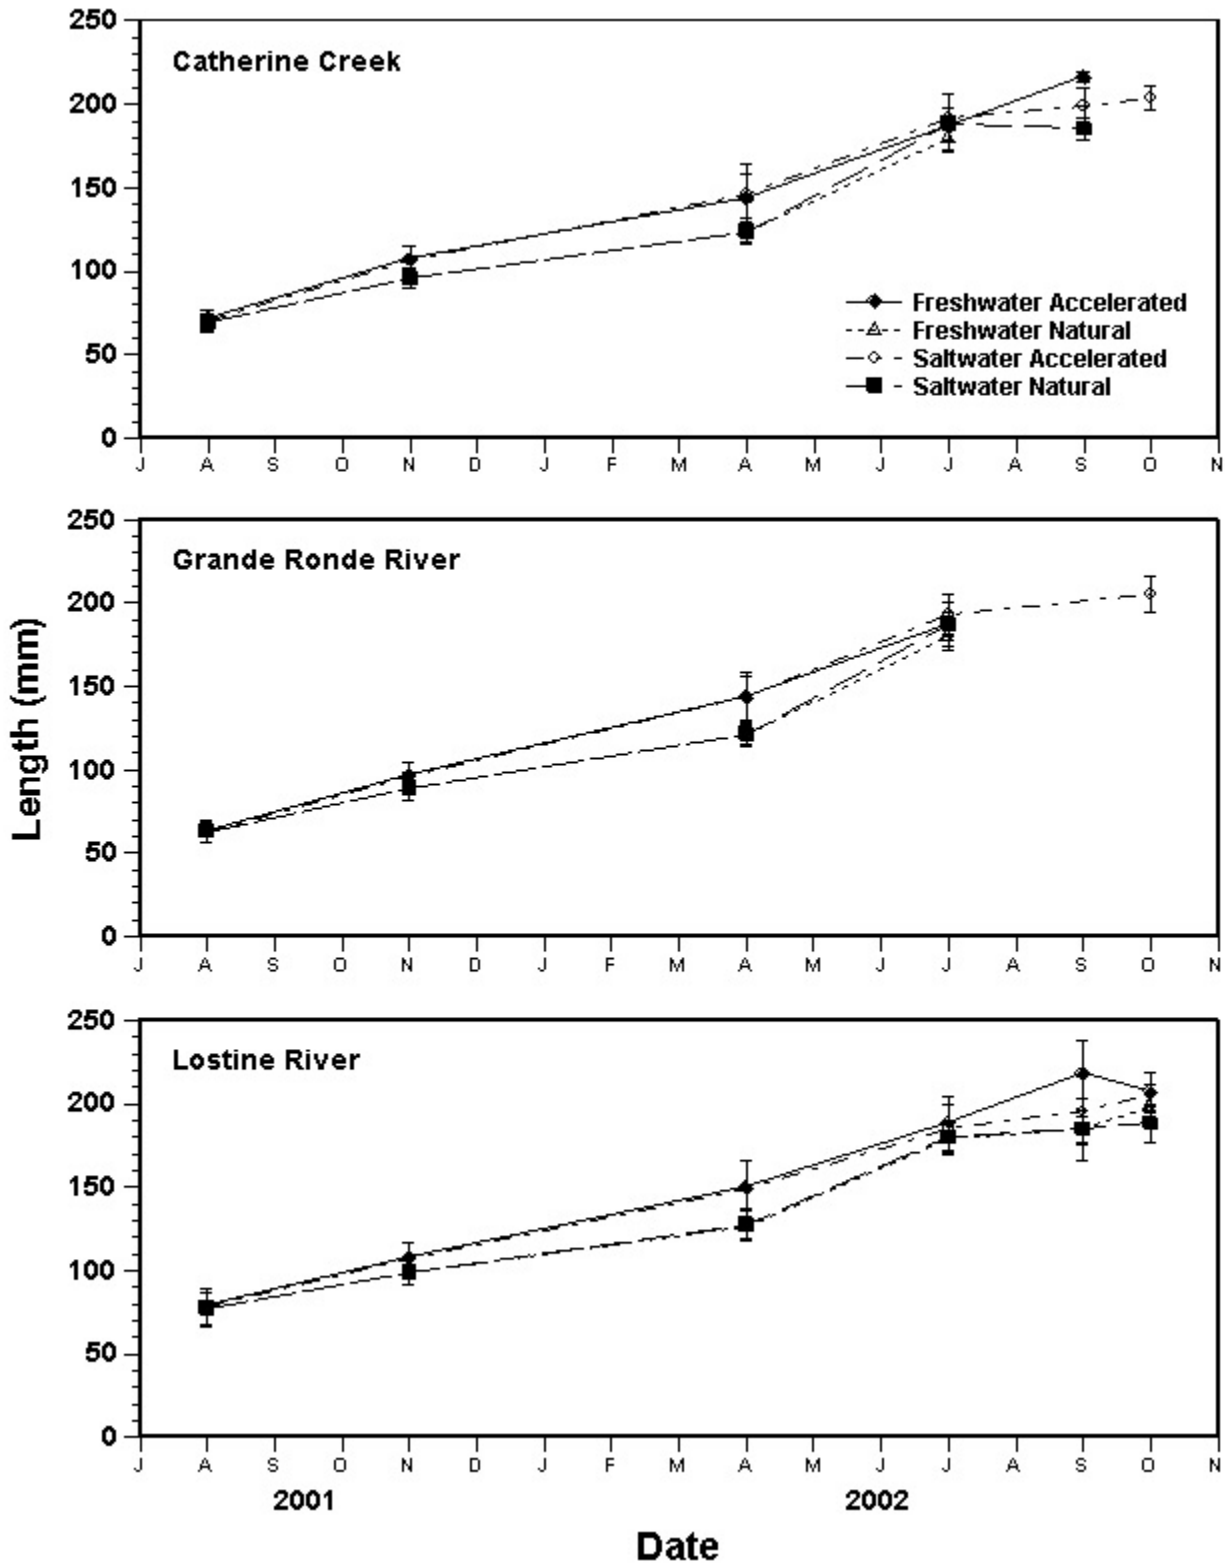 250
Catherine Creek
200
150
100
Freshwater Accelerated
Freshwater Natural
50
Saltwater Accelerated
Saltwater Natural
0
J A S O N D J F M A M J A S O N
250
Grande Ronde River
200
150
Length (mm)
100
50
0
J A S O N D J F M A M J J A S O N
250
Lostine River
200
150
100
50
0
J A S O N D J F M A M J J A S O N
2001 2002
Date